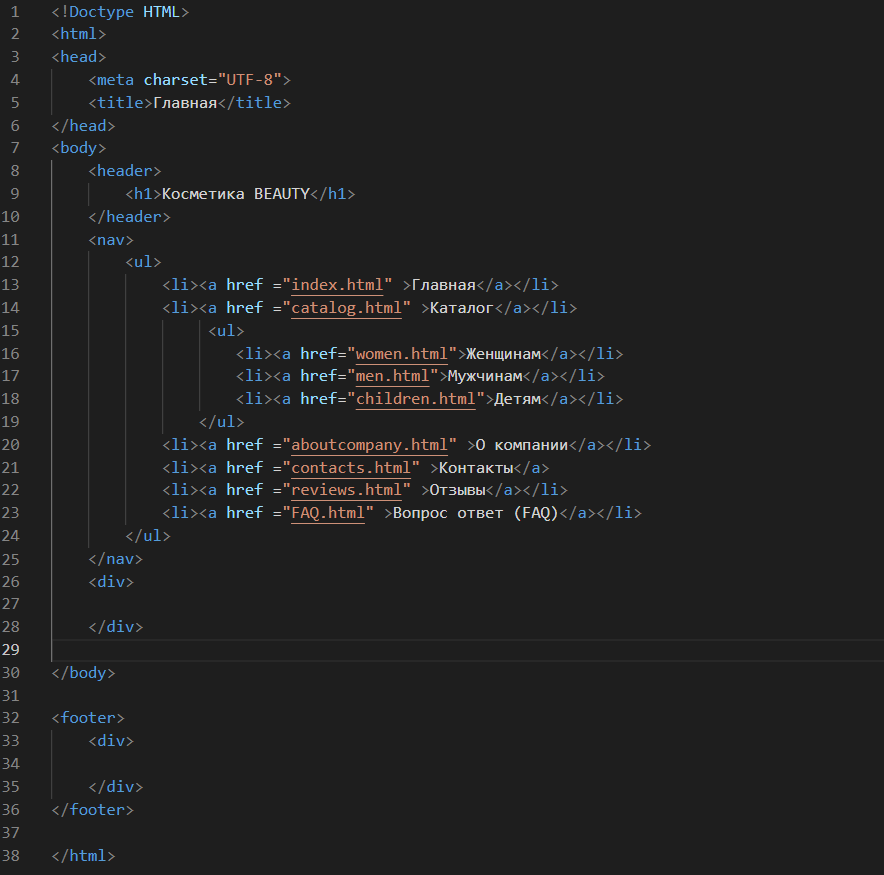 1 <!Doctype HTML>
2 <html>
3 <head>
4     <meta charset="UTF-8">
5     <title>Главная</title>
6 </head>
7 <body>
8     <header>
9         <h1>Косметика BEAUTY</h1>
10     </header>
11     <nav>
12         <ul>
13             <li><a href ="index.html" >Главная</a></li>
14             <li><a href ="catalog.html" >Каталог</a></li>
15                  <ul>
16                     <li><a href="women.html">Женщинам</a></li>
17                     <li><a href="men.html">Мужчинам</a></li>
18                     <li><a href="children.html">Детям</a></li>
19                 </ul>
20             <li><a href ="aboutcompany.html" >О компании</a></li>
21             <li><a href ="contacts.html" >Контакты</a>
22             <li><a href ="reviews.html" >Отзывы</a></li>
23             <li><a href ="FAQ.html" >Вопрос ответ (FAQ)</a></li>
24         </ul>
25     </nav>
26     <div>
27
28     </div>
29
30 </body>
31
32 <footer>
33     <div>
34
35     </div>
36 </footer>
37
38 </html>